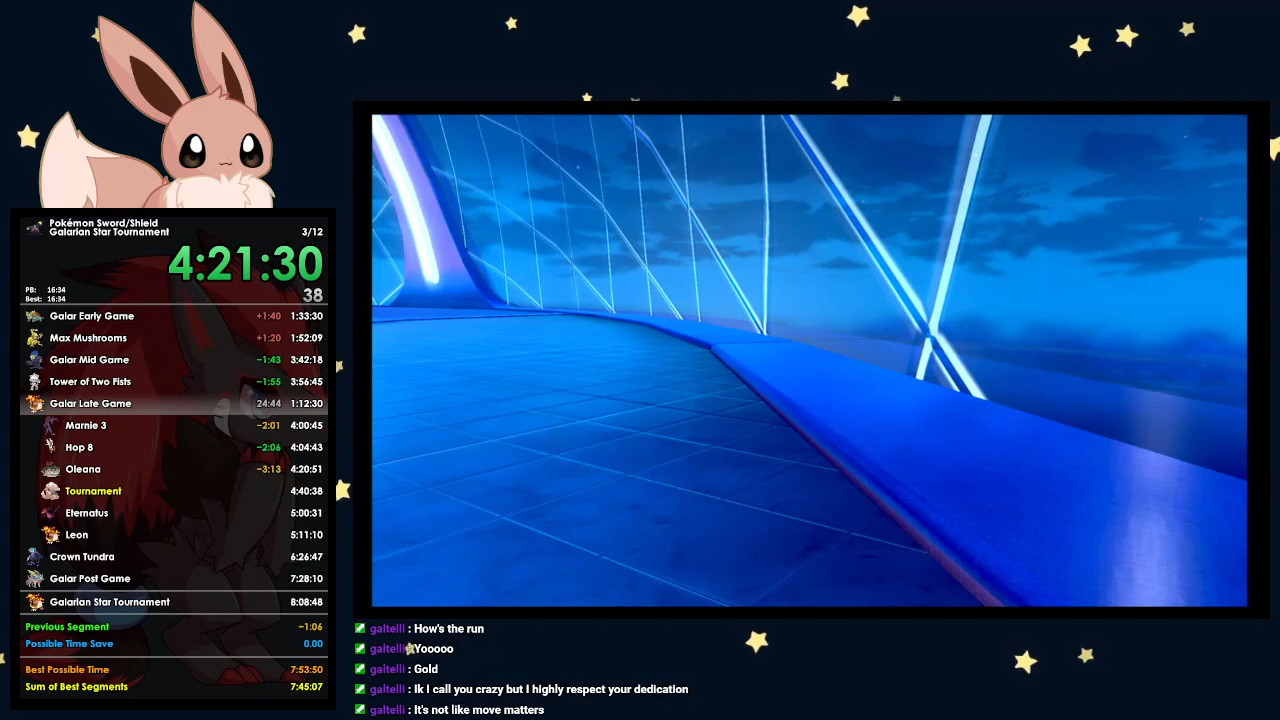 Pokémon Sword/Shield
Galarian Star Tournament 3/12
4:21:30
PB: 16:34
Best: 16:34
38
Galar Early Game +1:40 1:33:30
Max Mushrooms +1:20 1:52:09
Galar Mid Game −1:43 3:42:18
Tower of Two Fists −1:55 3:56:45
Galar Late Game 24:44 1:12:30
Marnie 3 −2:01 4:00:45
Hop 8 −2:06 4:04:43
Oleana −3:13 4:20:51
Tournament 4:40:38
Eternatus 5:00:31
Leon 5:11:10
Crown Tundra 6:26:47
Galar Post Game 7:28:10
Galarian Star Tournament 8:08:48
Previous Segment −1:06
Possible Time Save 0.00
Best Possible Time 7:53:50
Sum of Best Segments 7:45:07
galtelli : How's the run
galtelli : Yooooo
galtelli : Gold
galtelli : Ik I call you crazy but I highly respect your dedication
galtelli : It's not like move matters